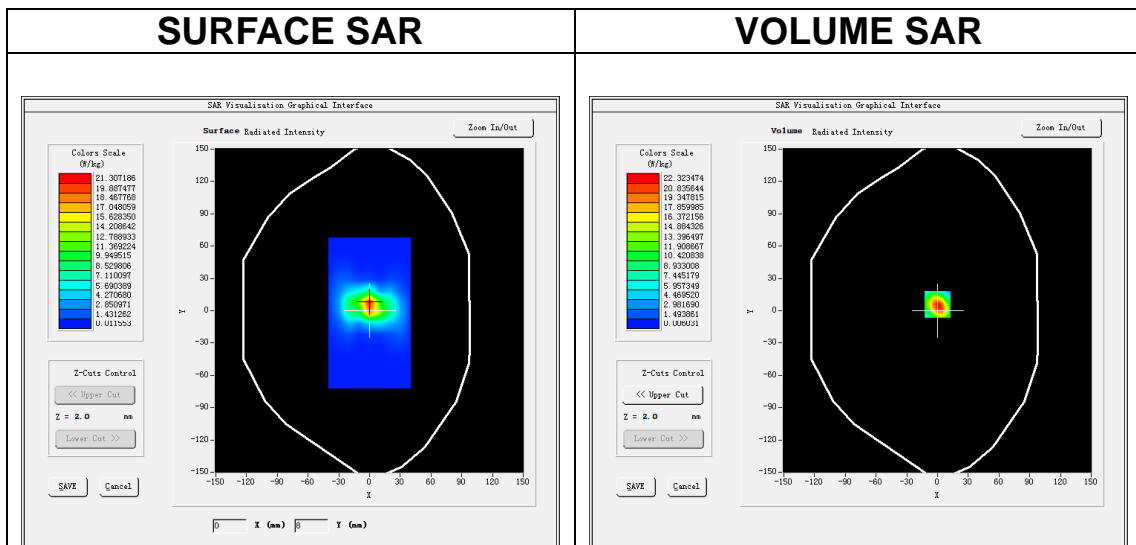 SURFACE SAR
VOLUME SAR
SAR Visualisation Graphical Interface
Surface Radiated Intensity
Zoom In/Out
Colors Scale
(W/kg)
21.307186
19.887477
18.467768
17.048059
15.628350
14.208642
12.788933
11.369224
9.949515
8.529806
7.110097
5.690389
4.270680
2.850971
1.431262
0.011553
Z-Cuts Control
<< Upper Cut
Z = 2.0 mm
Lower Cut >>
SAVE
Cancel
150
120
90
60
30
0
-30
-60
-90
-120
-150
Y
-150 -120 -90 -60 -30 0 30 60 90 120 150
X
0 X (mm) 8 Y (mm)
SAR Visualisation Graphical Interface
Volume Radiated Intensity
Zoom In/Out
Colors Scale
(W/kg)
22.323474
20.835644
19.347815
17.859985
16.372156
14.884326
13.396497
11.908667
10.420838
8.933008
7.445179
5.957349
4.469520
2.981690
1.493861
0.006031
Z-Cuts Control
<< Upper Cut
Z = 2.0 mm
Lower Cut >>
SAVE
Cancel
150
120
90
60
30
0
-30
-60
-90
-120
-150
Y
-150 -120 -90 -60 -30 0 30 60 90 120 150
X